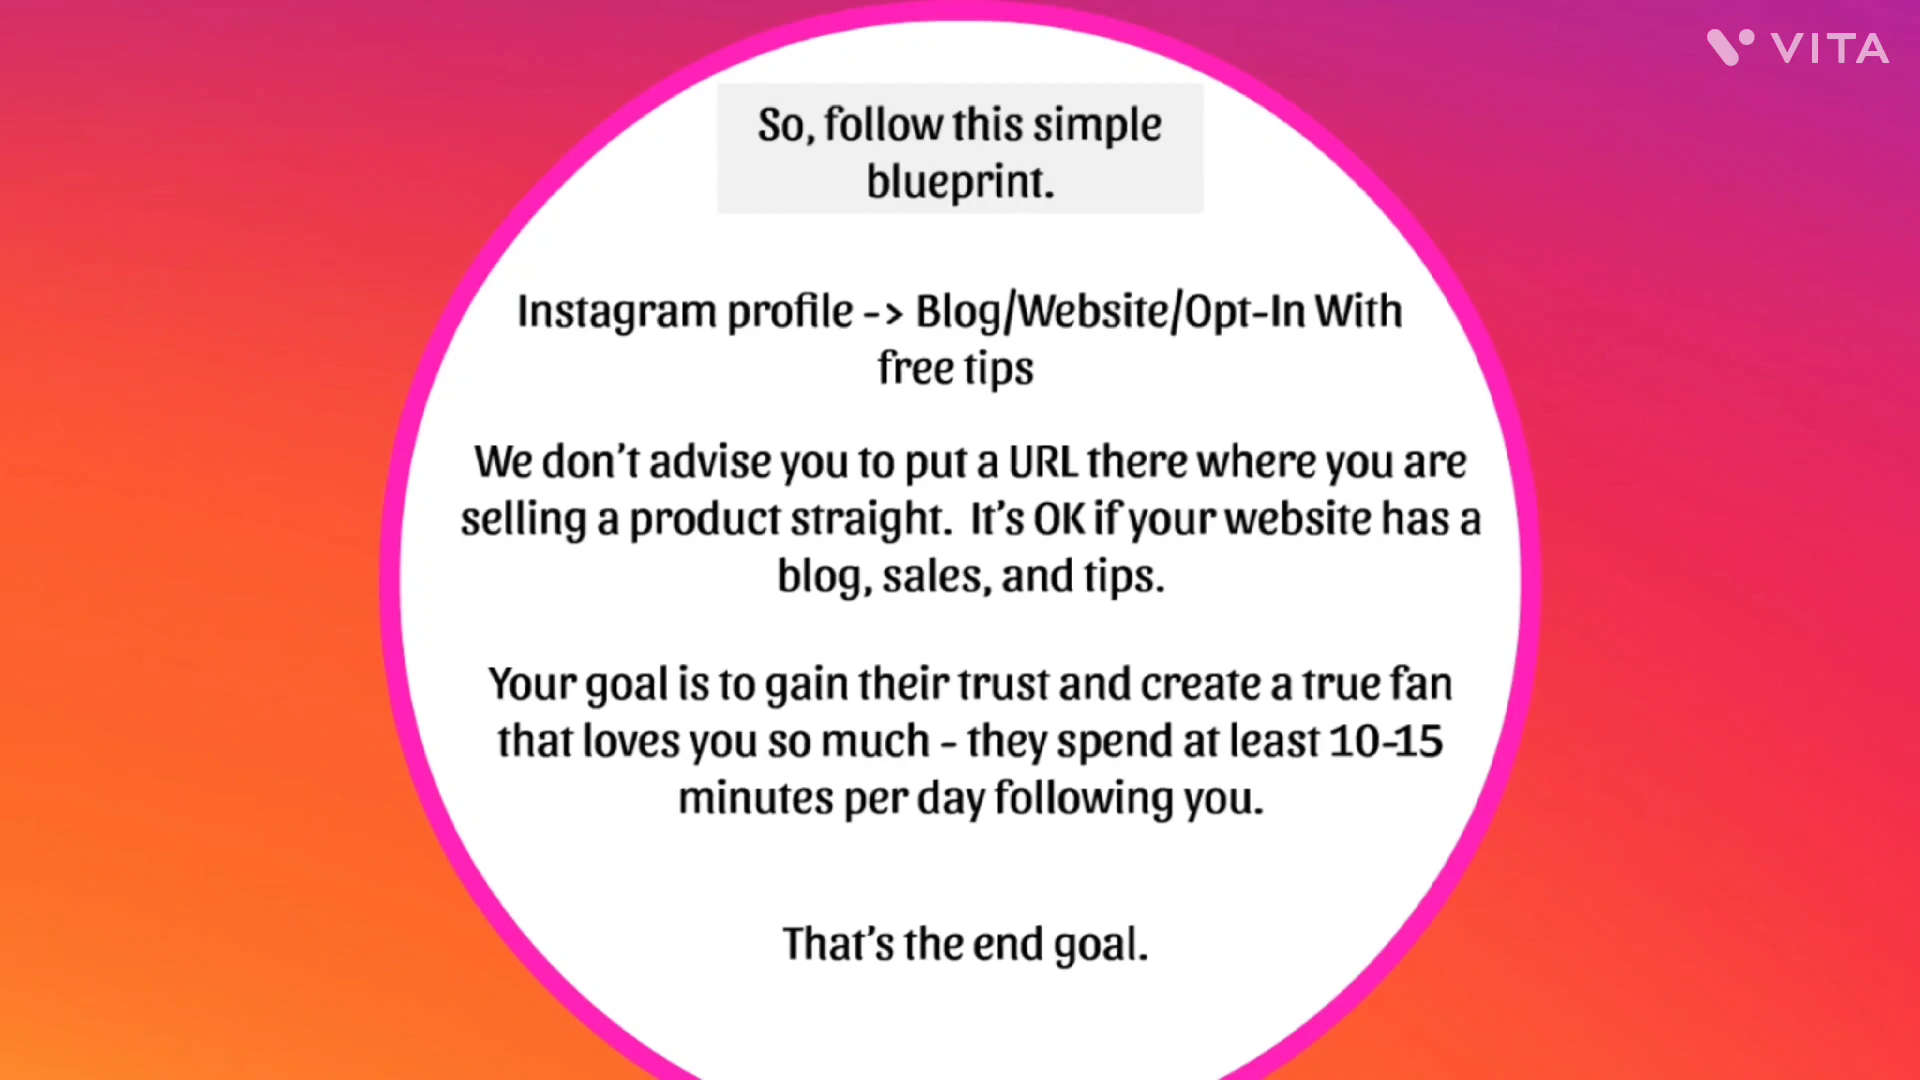 VITA
So, follow this simple
blueprint.
Instagram profile -> Blog/Website/Opt-In With
free tips
We don’t advise you to put a URL there where you are
selling a product straight.  It’s OK if your website has a
blog, sales, and tips.
Your goal is to gain their trust and create a true fan
that loves you so much - they spend at least 10-15
minutes per day following you.
That’s the end goal.